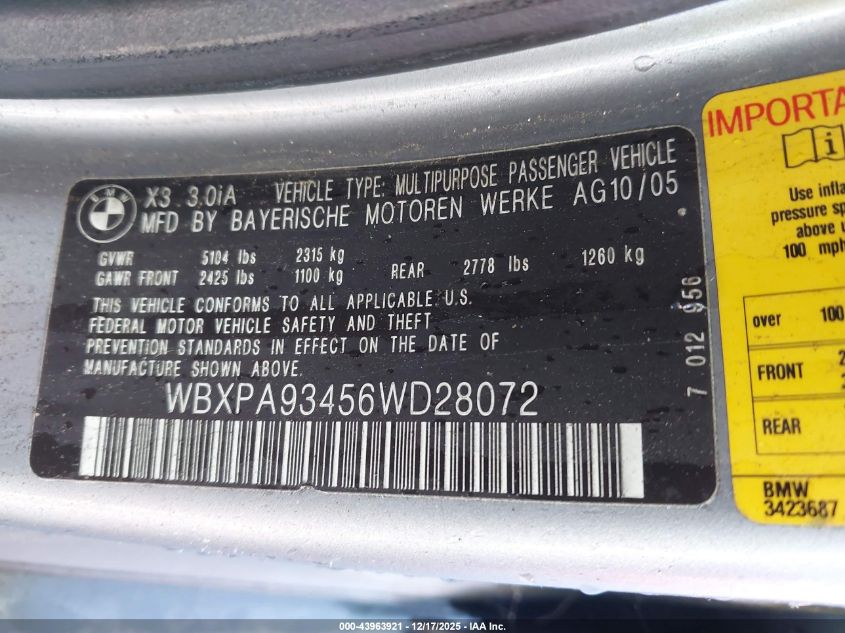 BMW
X3 3.0iA VEHICLE TYPE: MULTIPURPOSE PASSENGER VEHICLE
MFD BY BAYERISCHE MOTOREN WERKE AG10/05
GVWR 5104 lbs 2315 kg
GAWR FRONT 2425 lbs 1100 kg REAR 2778 lbs 1260 kg
THIS VEHICLE CONFORMS TO ALL APPLICABLE U.S.
FEDERAL MOTOR VEHICLE SAFETY AND THEFT
PREVENTION STANDARDS IN EFFECT ON THE DATE OF
MANUFACTURE SHOWN ABOVE.
WBXPA93456WD28072
7 012 956
IMPORTA
i
Use infla
pressure sp
above
100 mph
over 100
FRONT 2
REAR
BMW
3423687
000-43963921 - 12/17/2025 - IAA Inc.